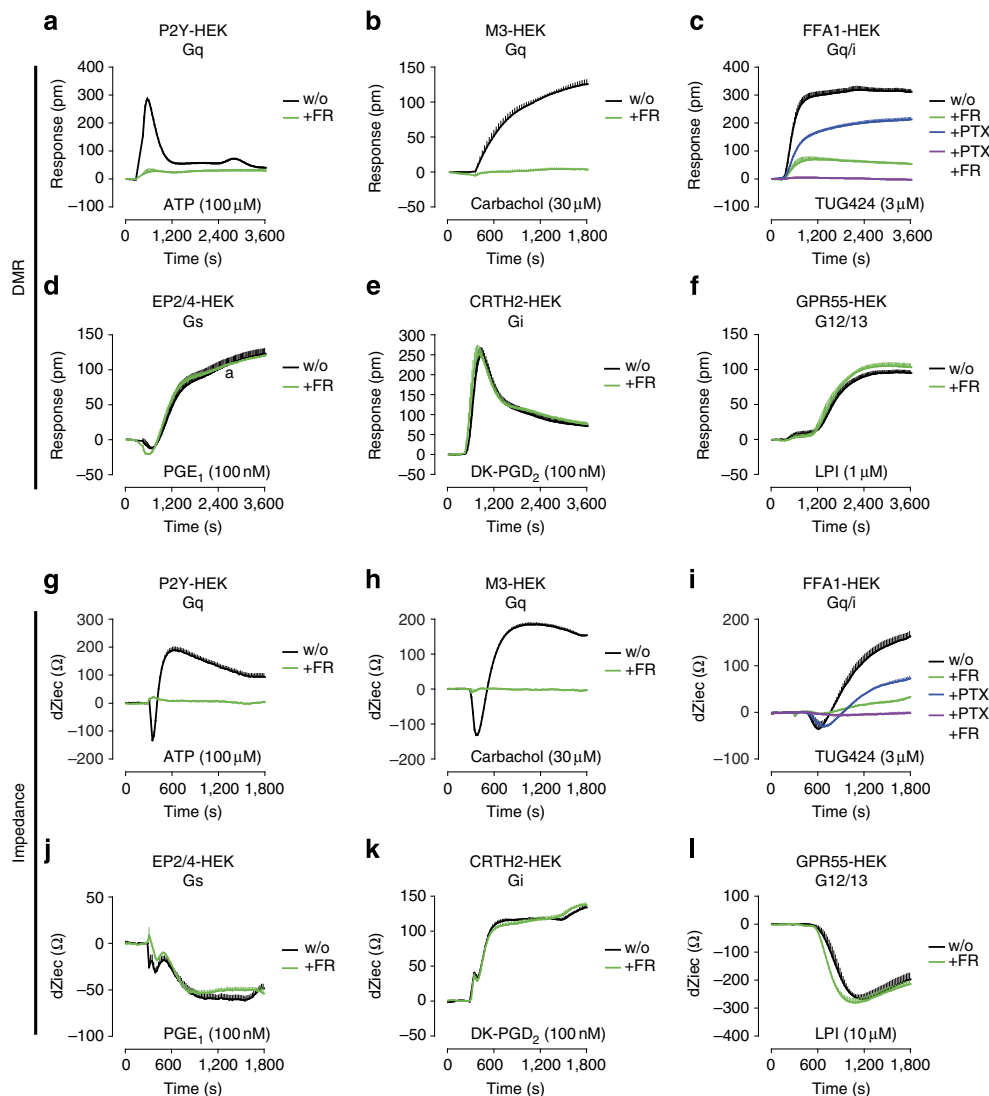 DMR
a
P2Y-HEK
Gq
Response (pm)
400
300
200
100
0
−100
w/o
+FR
ATP (100 µM)
0 1,200 2,400 3,600
Time (s)
b
M3-HEK
Gq
Response (pm)
150
100
50
0
−50
w/o
+FR
Carbachol (30 µM)
0 600 1,200 1,800
Time (s)
c
FFA1-HEK
Gq/i
Response (pm)
400
300
200
100
0
−100
w/o
+FR
+PTX
+PTX
+FR
TUG424 (3 µM)
0 1,200 2,400 3,600
Time (s)
d
EP2/4-HEK
Gs
Response (pm)
150
100
50
0
−50
w/o
+FR
a
PGE1 (100 nM)
0 1,200 2,400 3,600
Time (s)
e
CRTH2-HEK
Gi
Response (pm)
300
250
200
150
100
50
0
−50
w/o
+FR
DK-PGD2 (100 nM)
0 1,200 2,400 3,600
Time (s)
f
GPR55-HEK
G12/13
Response (pm)
150
100
50
0
−50
w/o
+FR
LPI (1 µM)
0 1,200 2,400 3,600
Time (s)
Impedance
g
P2Y-HEK
Gq
dZiec (Ω)
300
200
100
0
−100
−200
w/o
+FR
ATP (100 µM)
0 600 1,200 1,800
Time (s)
h
M3-HEK
Gq
dZiec (Ω)
200
100
0
−100
−200
w/o
+FR
Carbachol (30 µM)
0 600 1,200 1,800
Time (s)
i
FFA1-HEK
Gq/i
dZiec (Ω)
200
100
0
−100
w/o
+FR
+PTX
+PTX
+FR
TUG424 (3 µM)
0 600 1,200 1,800
Time (s)
j
EP2/4-HEK
Gs
dZiec (Ω)
50
0
−50
−100
w/o
+FR
PGE1 (100 nM)
0 600 1,200 1,800
Time (s)
k
CRTH2-HEK
Gi
dZiec (Ω)
150
100
50
0
−50
w/o
+FR
DK-PGD2 (100 nM)
0 600 1,200 1,800
Time (s)
l
GPR55-HEK
G12/13
dZiec (Ω)
100
0
−100
−200
−300
−400
w/o
+FR
LPI (10 µM)
0 600 1,200 1,800
Time (s)